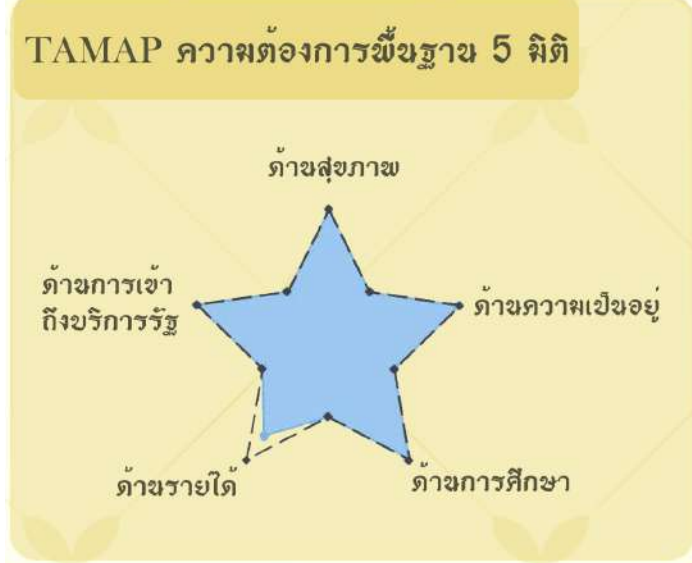 TAMAP ความต้องการพื้นฐาน 5 มิติ
ด้านสุขภาพ
ด้านการเข้า
ถึงบริการรัฐ
ด้านความเป็นอยู่
ด้านรายได้
ด้านการศึกษา